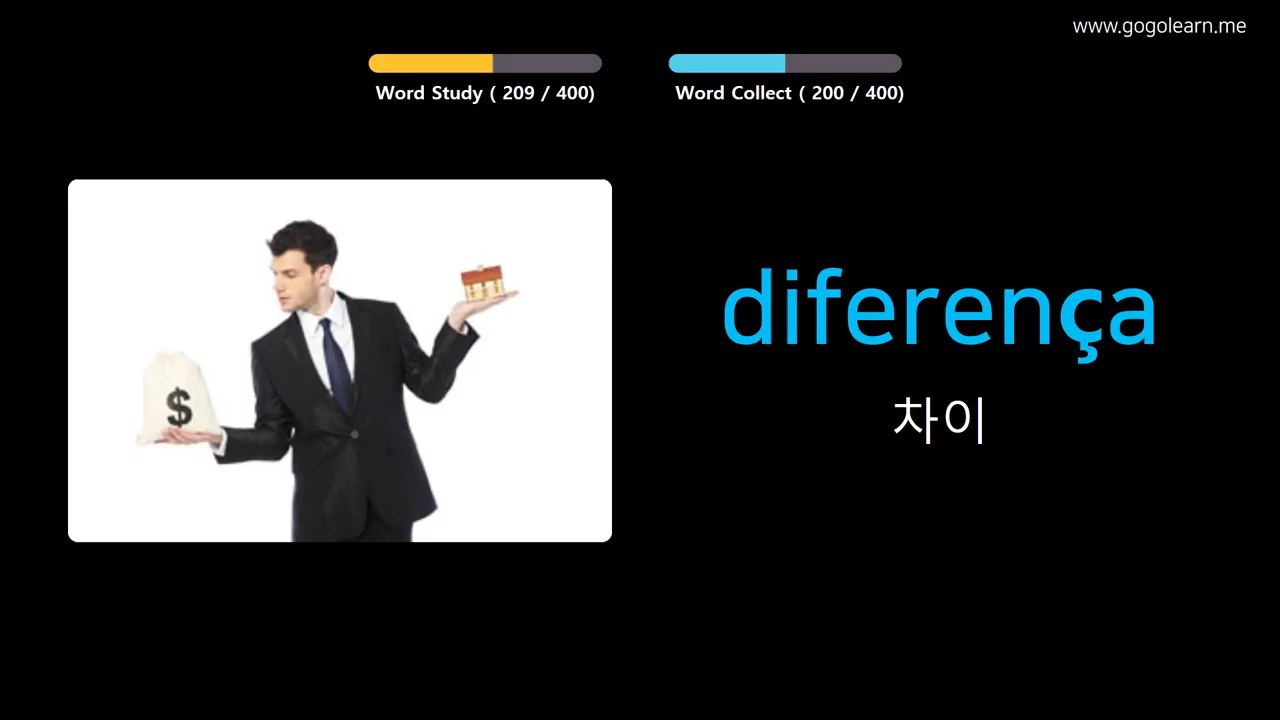 www.gogolearn.me
Word Study ( 209 / 400)
Word Collect ( 200 / 400)
$
diferença
차이